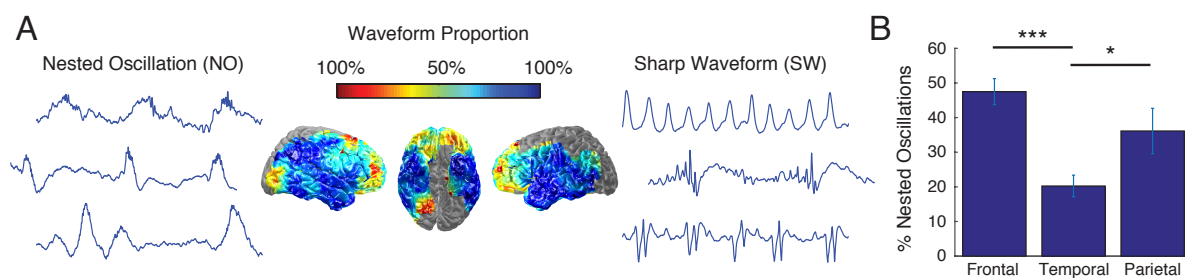 A
Waveform Proportion
Nested Oscillation (NO)
100% 50% 100%
Sharp Waveform (SW)
B
% Nested Oscillations
60
50
40
30
20
10
0
***
*
Frontal Temporal Parietal